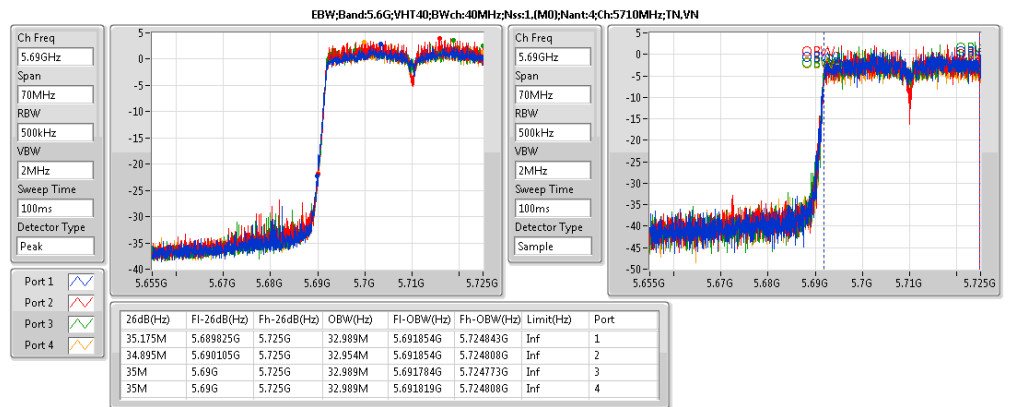 EBW;Band:5.6G;VHT40;BWch:40MHz;Nss:1,(M0);Nant:4;Ch:5710MHz;TN,VN
Ch Freq
5.69GHz
Span
70MHz
RBW
500kHz
VBW
2MHz
Sweep Time
100ms
Detector Type
Peak
Port 1
Port 2
Port 3
Port 4
5
0
-5
-10
-15
-20
-25
-30
-35
-40
5.655G 5.67G 5.68G 5.69G 5.7G 5.71G 5.725G
Ch Freq
5.69GHz
Span
70MHz
RBW
500kHz
VBW
2MHz
Sweep Time
100ms
Detector Type
Sample
5
0
-5
-10
-15
-20
-25
-30
-35
-40
-45
-50
5.655G 5.67G 5.68G 5.69G 5.7G 5.71G 5.725G
26dB(Hz) Fl-26dB(Hz) Fh-26dB(Hz) OBW(Hz) Fl-OBW(Hz) Fh-OBW(Hz) Limit(Hz) Port
35.175M 5.689825G 5.725G 32.989M 5.691854G 5.724843G Inf 1
34.895M 5.690105G 5.725G 32.954M 5.691854G 5.724808G Inf 2
35M 5.69G 5.725G 32.989M 5.691784G 5.724773G Inf 3
35M 5.69G 5.725G 32.989M 5.691819G 5.724808G Inf 4